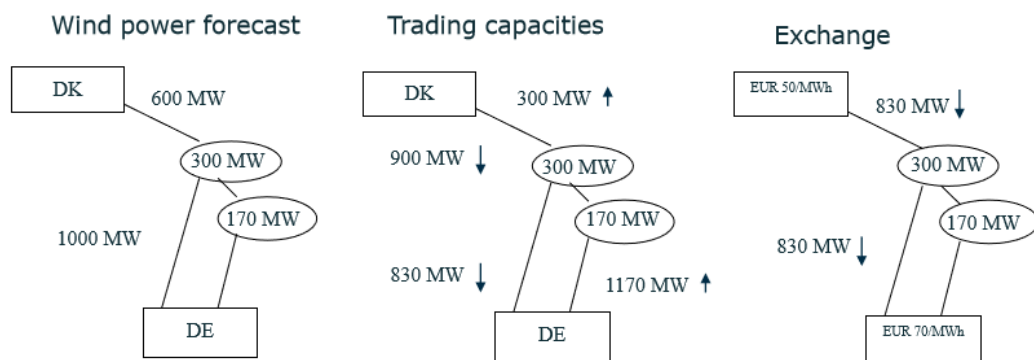 Wind power forecast
DK
600 MW
300 MW
170 MW
1000 MW
DE
Trading capacities
DK
300 MW
900 MW
300 MW
170 MW
830 MW
1170 MW
DE
Exchange
EUR 50/MWh
830 MW
300 MW
170 MW
830 MW
EUR 70/MWh